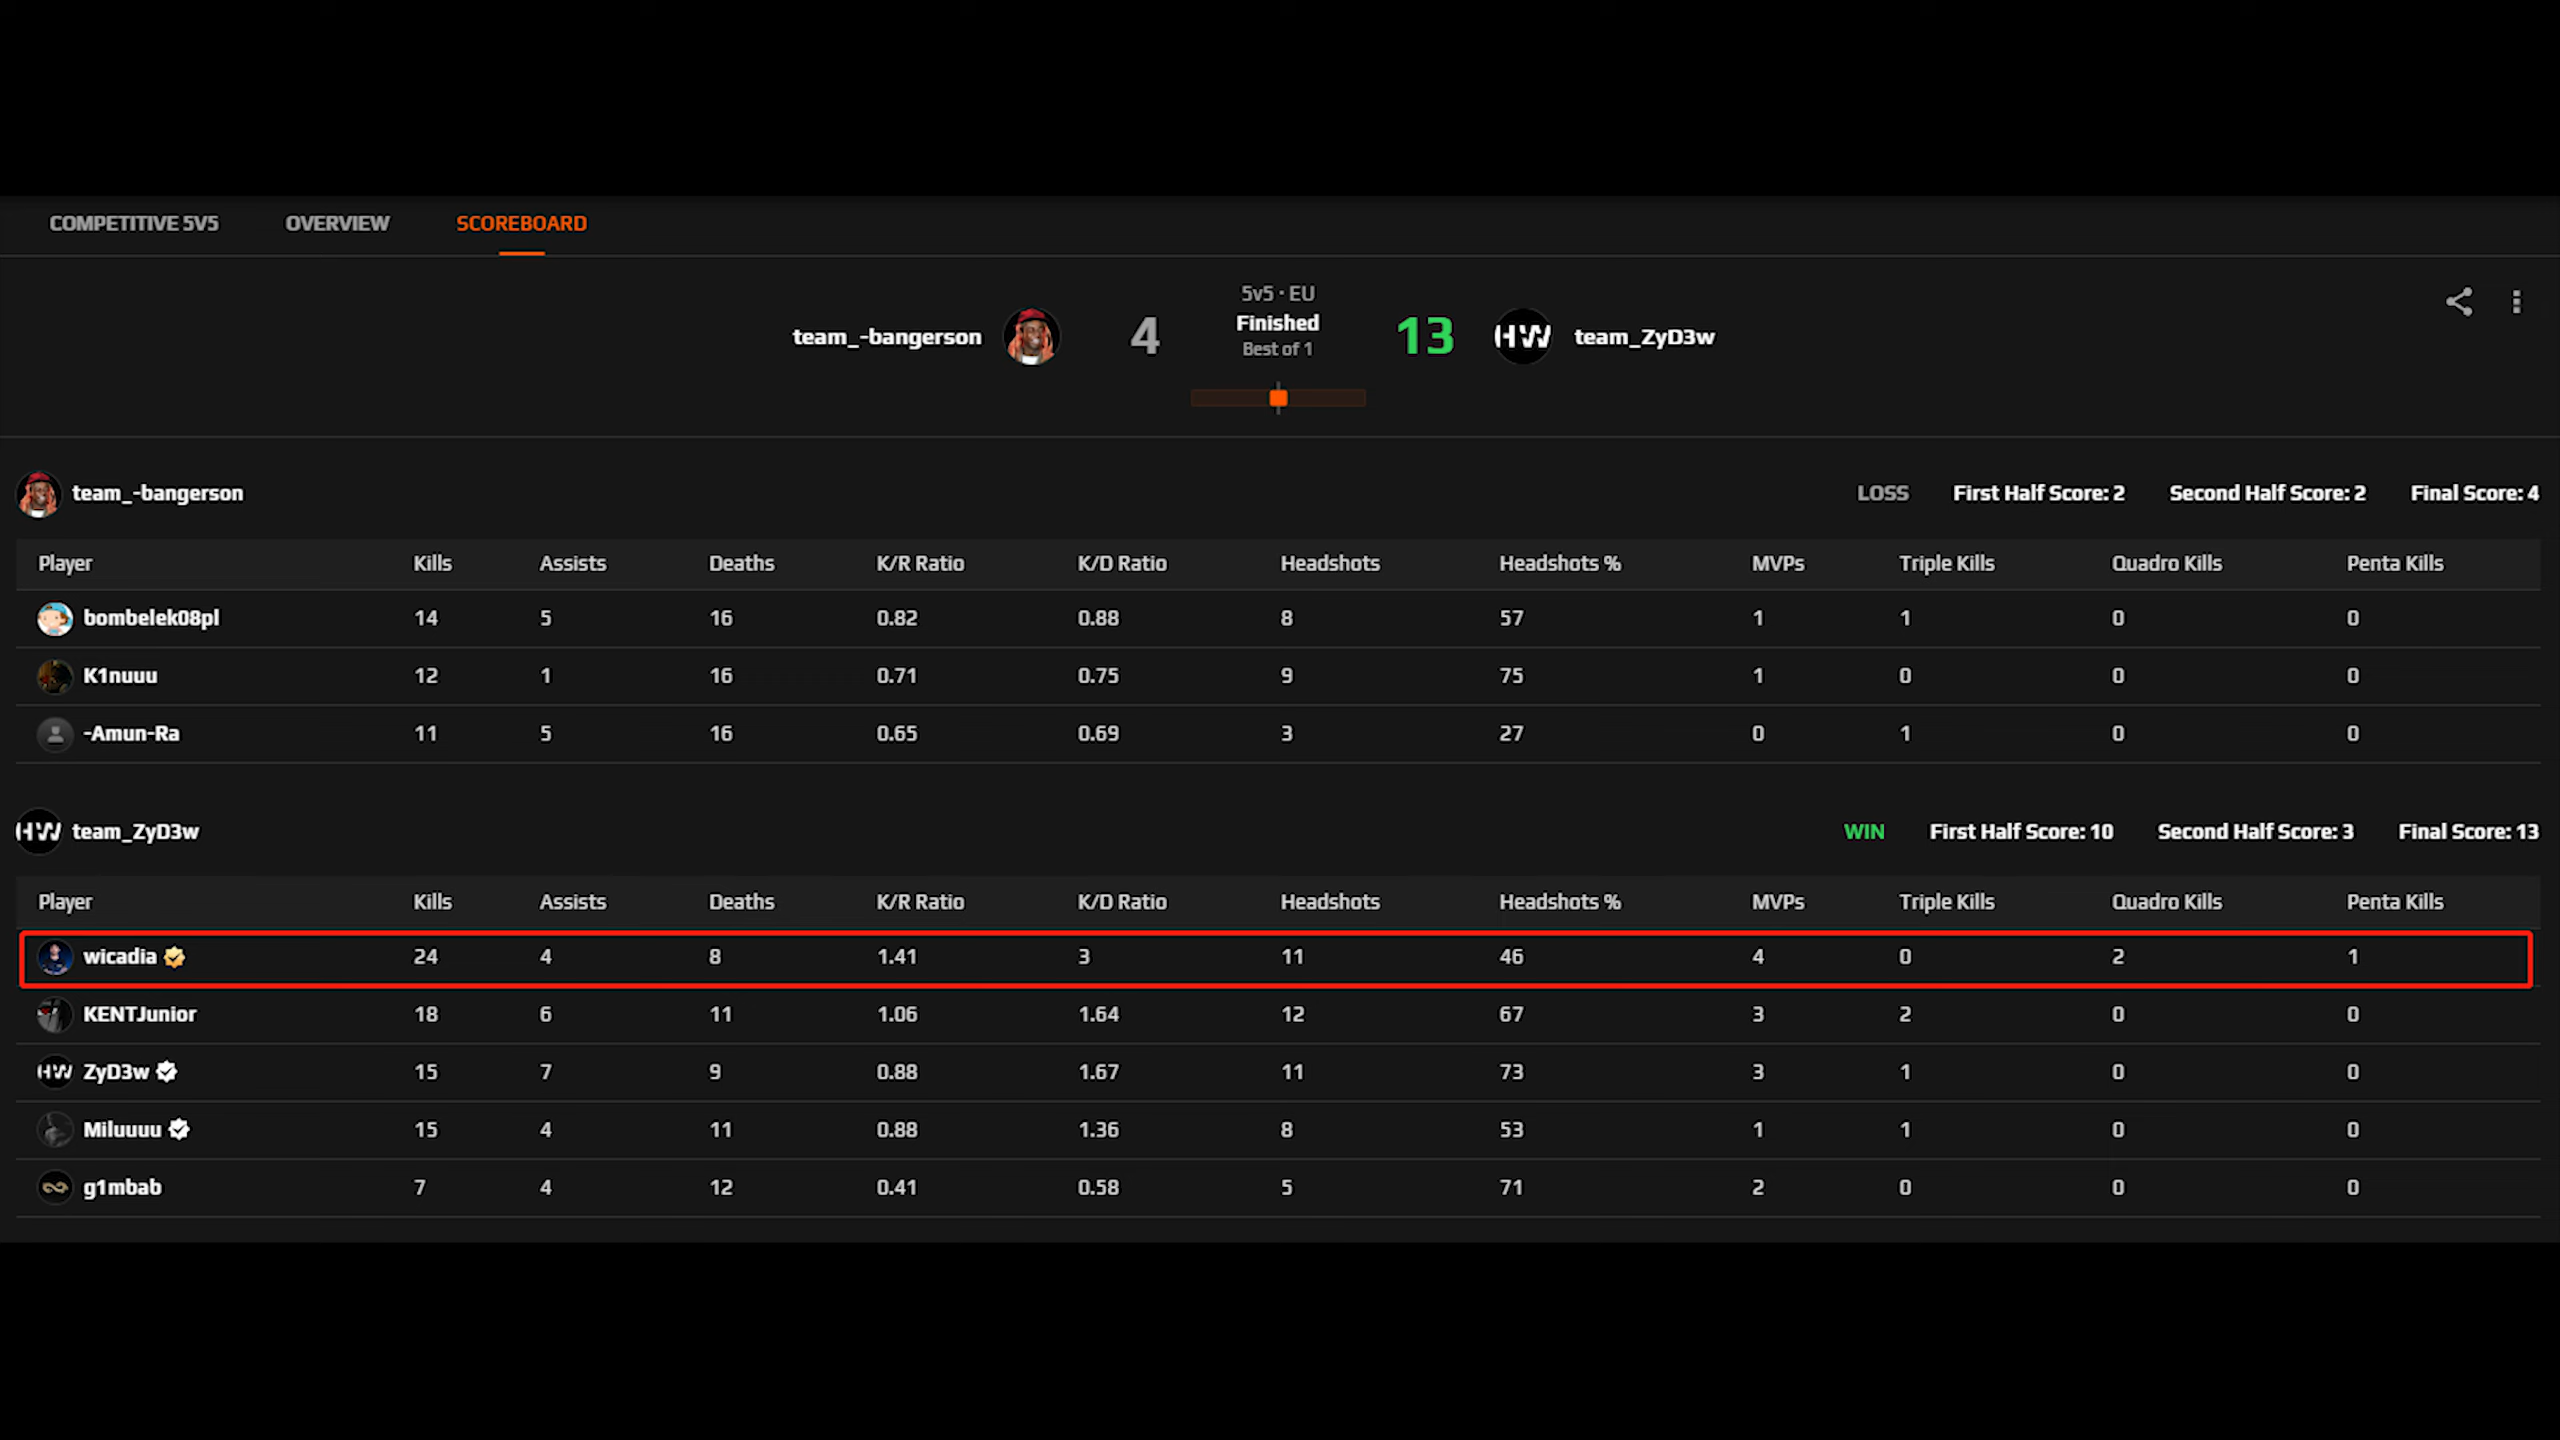 COMPETITIVE 5V5 OVERVIEW SCOREBOARD
5v5 · EU
team_-bangerson 4 Finished 13 HW team_ZyD3w
Best of 1
team_-bangerson LOSS First Half Score: 2 Second Half Score: 2 Final Score: 4
Player Kills Assists Deaths K/R Ratio K/D Ratio Headshots Headshots % MVPs Triple Kills Quadro Kills Penta Kills
bombelek08pl 14 5 16 0.82 0.88 8 57 1 1 0 0
K1nuuu 12 1 16 0.71 0.75 9 75 1 0 0 0
-Amun-Ra 11 5 16 0.65 0.69 3 27 0 1 0 0
HW team_ZyD3w WIN First Half Score: 10 Second Half Score: 3 Final Score: 13
Player Kills Assists Deaths K/R Ratio K/D Ratio Headshots Headshots % MVPs Triple Kills Quadro Kills Penta Kills
wicadia 24 4 8 1.41 3 11 46 4 0 2 1
KENTJunior 18 6 11 1.06 1.64 12 67 3 2 0 0
HW ZyD3w 15 7 9 0.88 1.67 11 73 3 1 0 0
Miluuuu 15 4 11 0.88 1.36 8 53 1 1 0 0
g1mbab 7 4 12 0.41 0.58 5 71 2 0 0 0